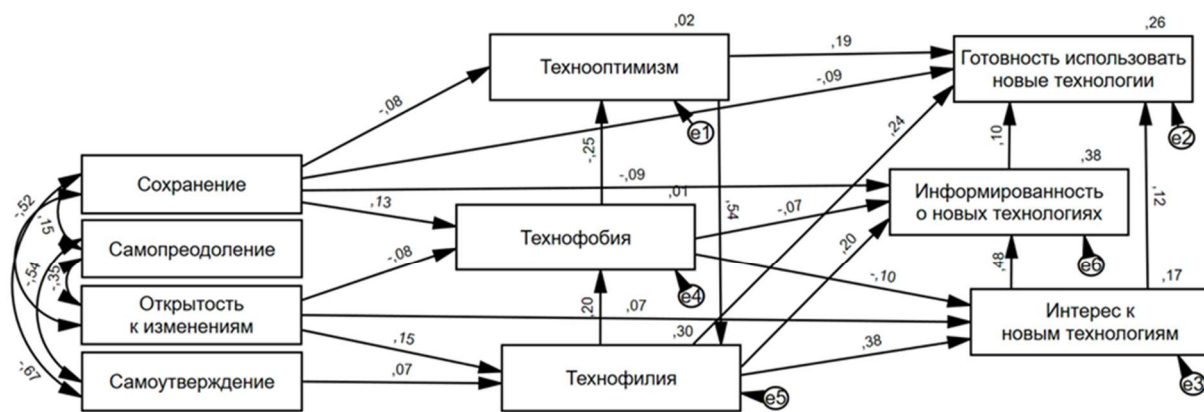 ,02
,26
Технооптимизм
,19
Готовность использовать
новые технологии
-,09
-,08
e1
e2
,24
-,25
,10
,38
Сохранение
-,09
,01
Информированность
о новых технологиях
-,52
,15
,13
,54
,12
Технофобия
-,07
Самопреодоление
,20
-,54
-,35
-,08
,48
e6
-,10
,17
Открытость
к изменениям
e4
,20
,07
,30
Интерес к
новым технологиям
,15
,38
Самоутверждение
,07
Технофилия
-,67
e5
e3